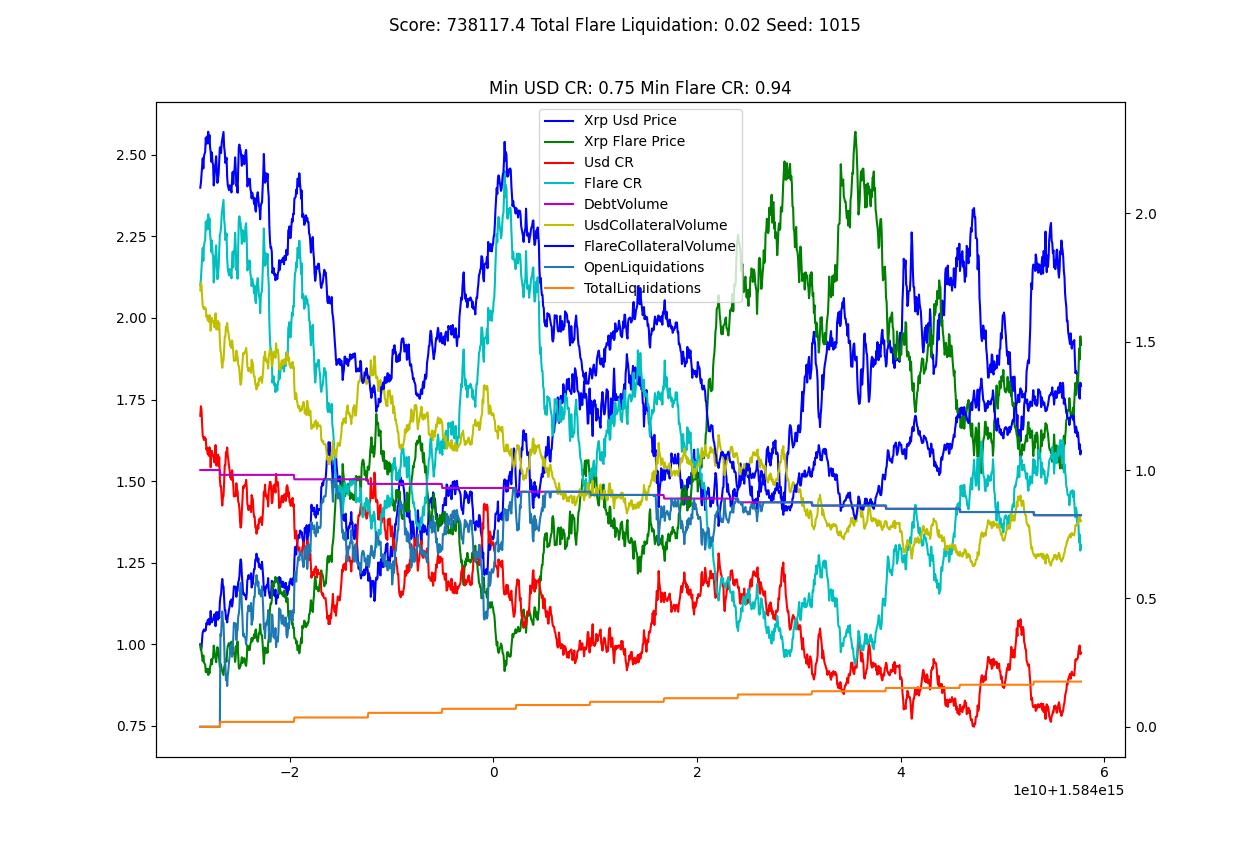 Score: 738117.4 Total Flare Liquidation: 0.02 Seed: 1015
Min USD CR: 0.75 Min Flare CR: 0.94
Xrp Usd Price
Xrp Flare Price
Usd CR
Flare CR
DebtVolume
UsdCollateralVolume
FlareCollateralVolume
OpenLiquidations
TotalLiquidations
2.50
2.25
2.00
1.75
1.50
1.25
1.00
0.75
2.0
1.5
1.0
0.5
0.0
−2 0 2 4 6
1e10+1.584e15